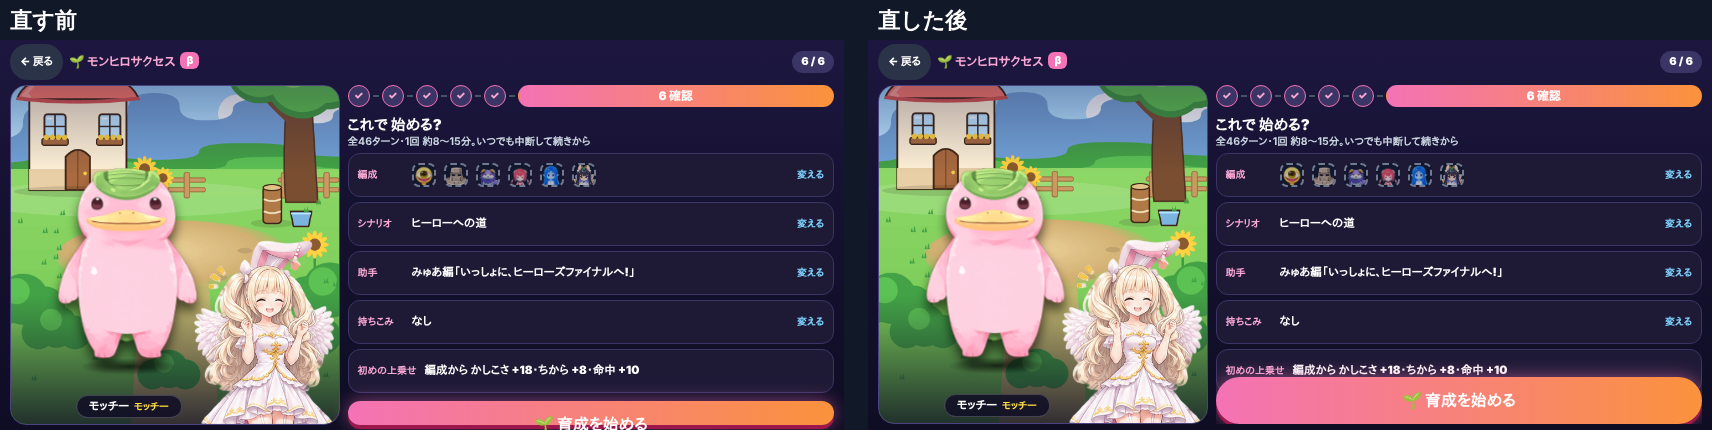 直す前
← 戻る
モンヒロサクセス β
6 / 6
6 確認
これで 始める?
全46ターン・1回 約8〜15分。いつでも中断して続きから
編成
変える
シナリオ
ヒーローへの道
変える
助手
みゅあ編「いっしょに、ヒーローズファイナルへ!」
変える
持ちこみ
なし
変える
初めの上乗せ
編成から かしこさ +18・ちから +8・命中 +10
モッチー モッチー
育成を始める
直した後
← 戻る
モンヒロサクセス β
6 / 6
6 確認
これで 始める?
全46ターン・1回 約8〜15分。いつでも中断して続きから
編成
変える
シナリオ
ヒーローへの道
変える
助手
みゅあ編「いっしょに、ヒーローズファイナルへ!」
変える
持ちこみ
なし
変える
初めの上乗せ
編成から かしこさ +18・ちから +8・命中 +10
モッチー モッチー
育成を始める